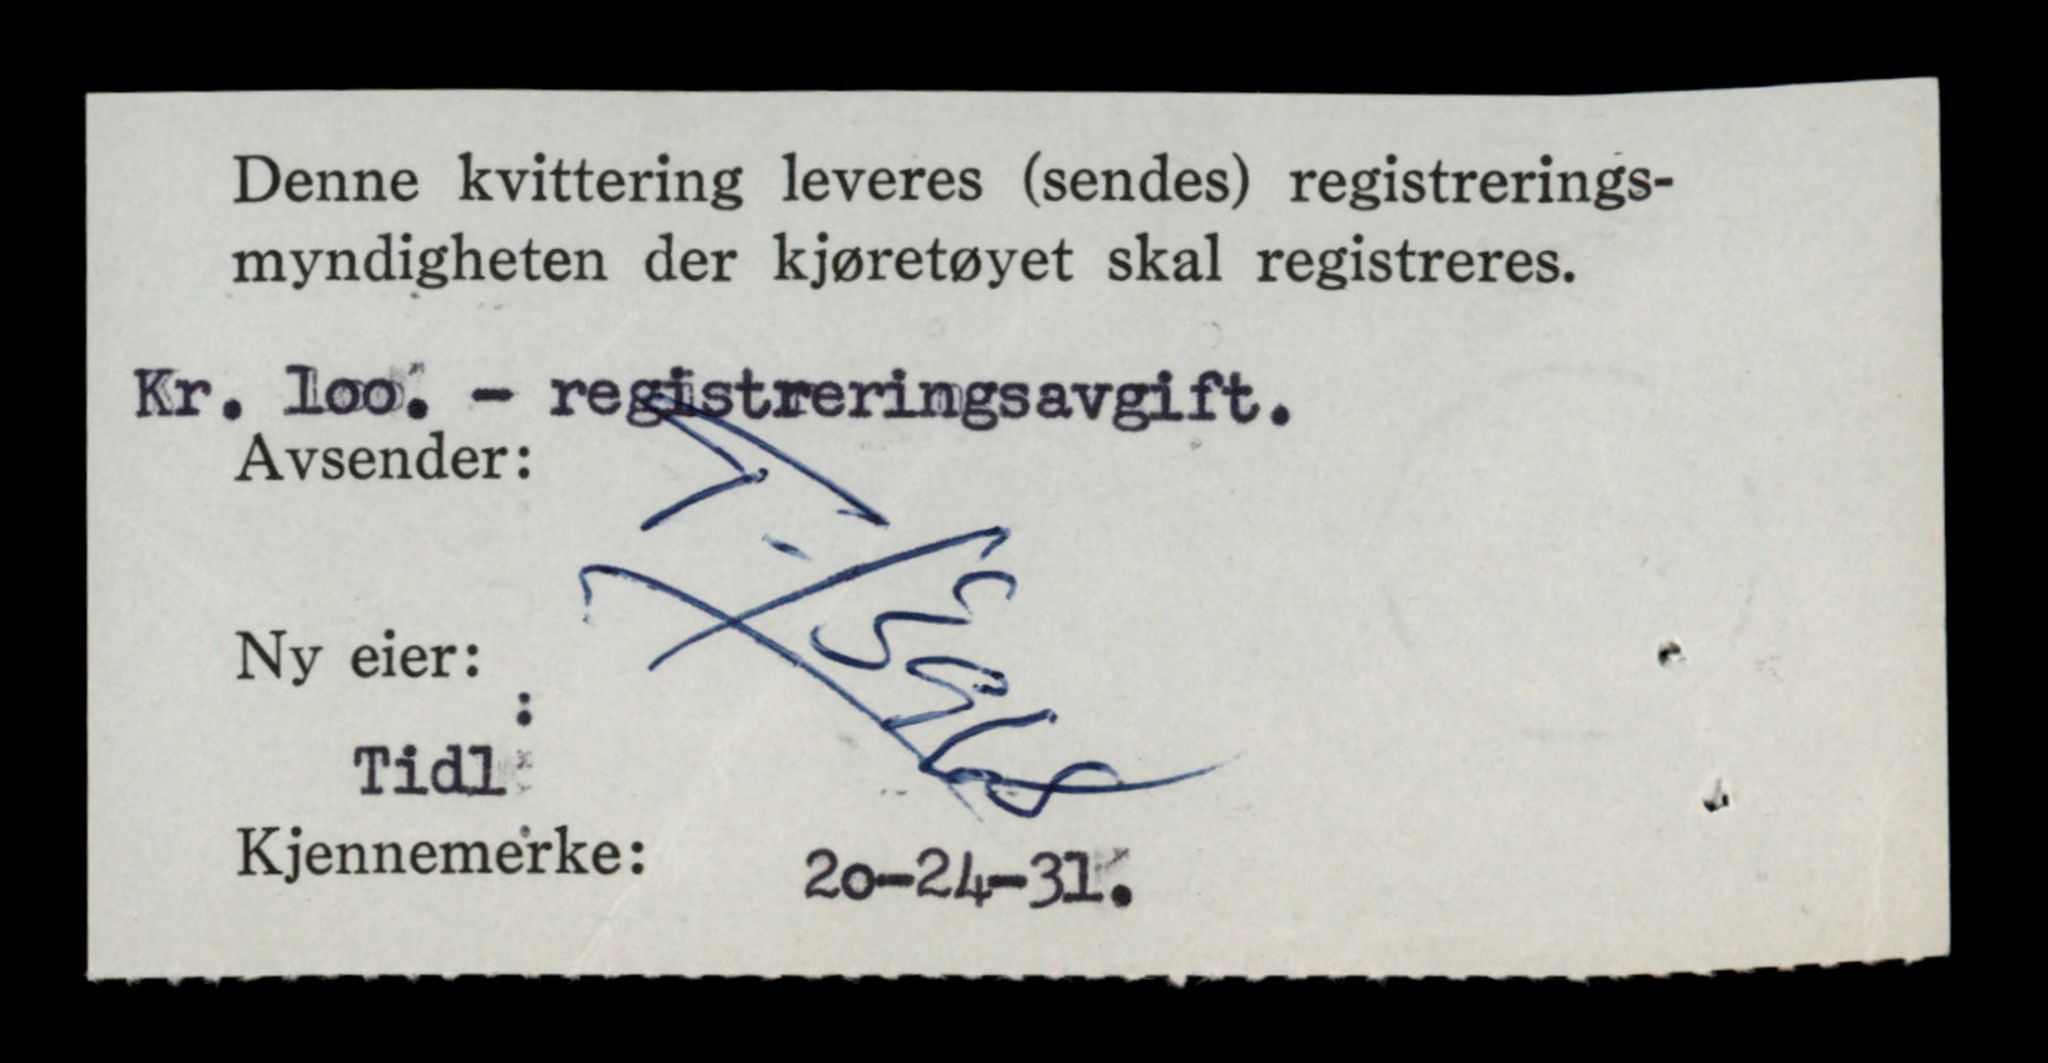 Denne kvittering leveres (sendes) registrerings-
myndigheten der kjøretøyet skal registreres.
Kr. loo. - registreringsavgift.
Avsender:
Ny eier:
:
Tidl
Kjennemerke: 2o-24-31.